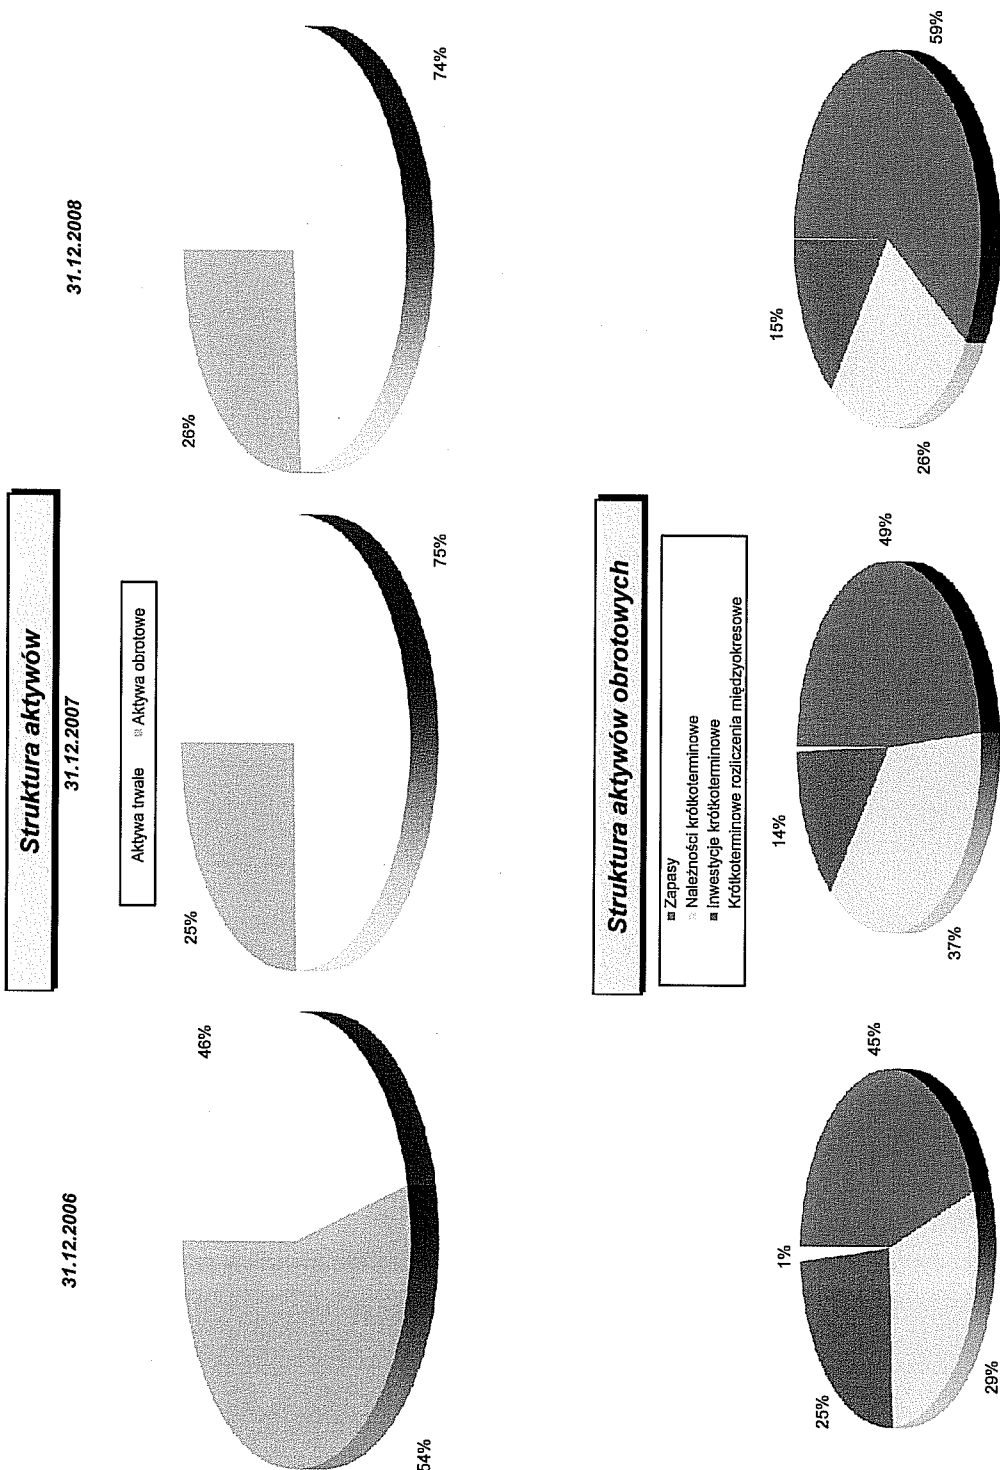 Struktura aktywów
31.12.2006
31.12.2007
31.12.2008
Aktywa trwałe Aktywa obrotowe
46%
54%
25%
75%
26%
74%
Struktura aktywów obrotowych
Zapasy
Należności krótkoterminowe
Inwestycje krótkoterminowe
Krótkoterminowe rozliczenia międzyokresowe
1%
45%
25%
29%
14%
49%
37%
15%
59%
26%